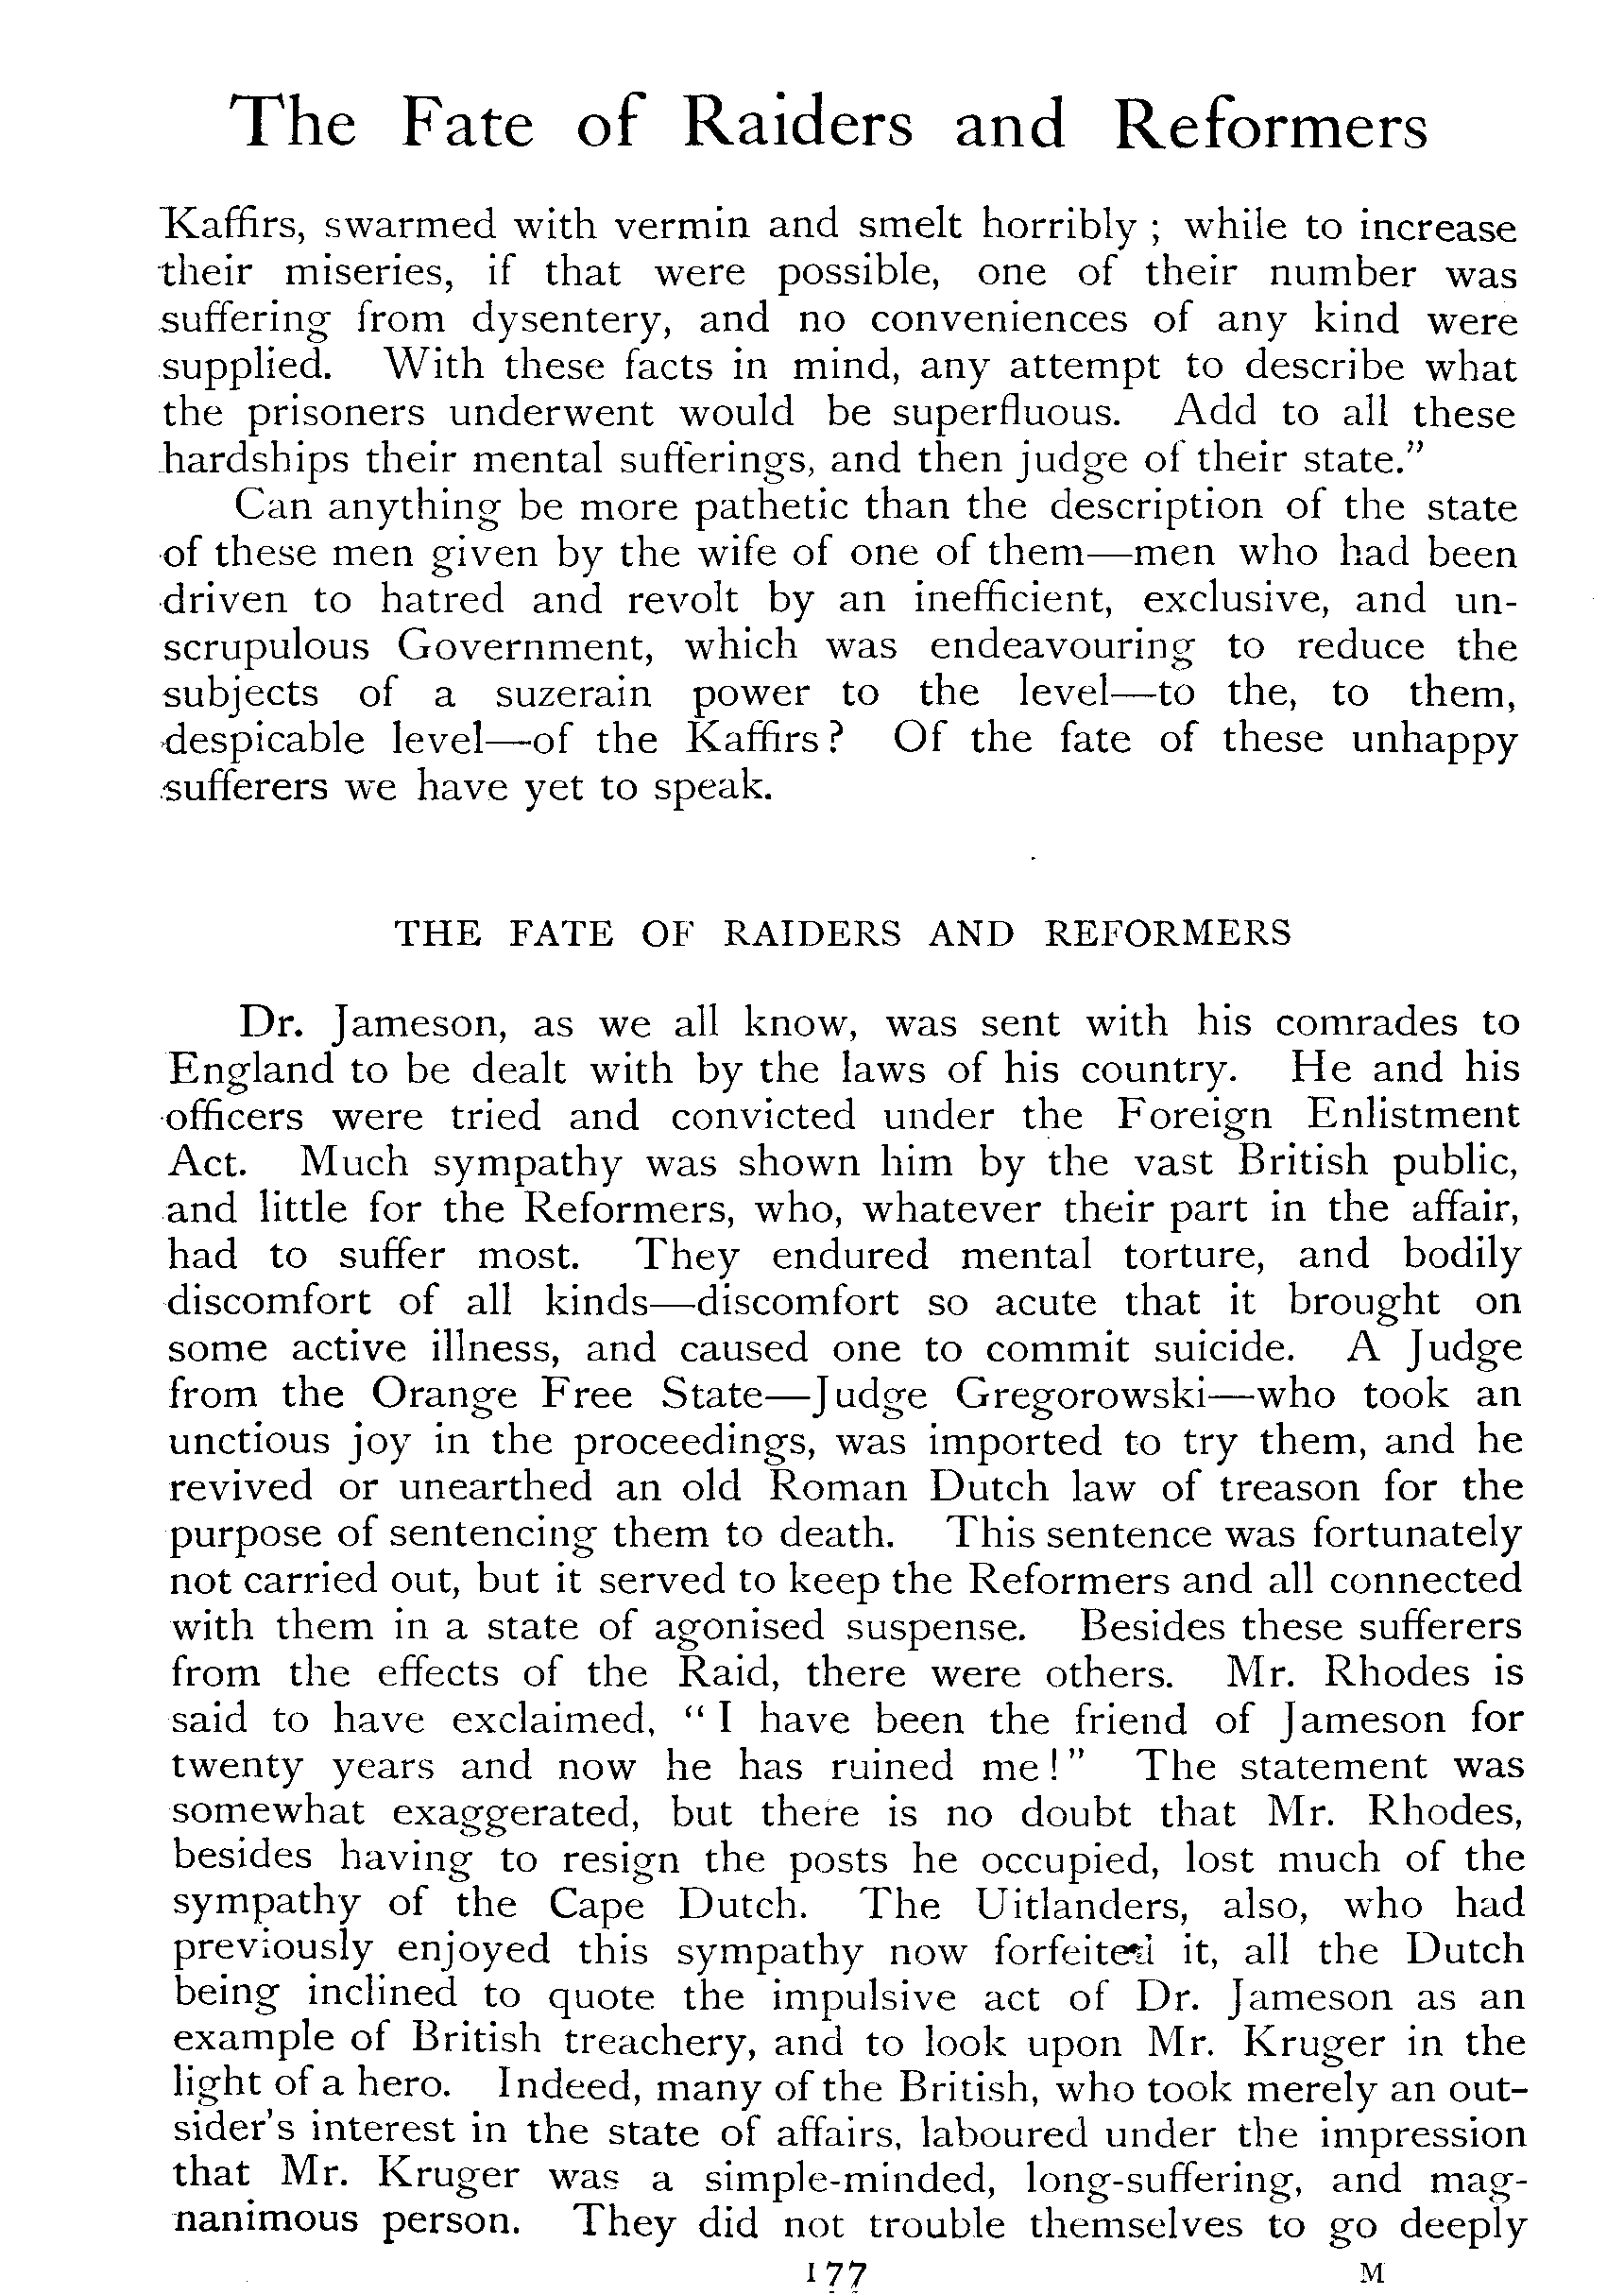 The Fate of Raiders and Reformers
Kaffirs, swarmed with vermin and smelt horribly ; while to increase
their miseries, if that were possible, one of their number was
suffering from dysentery, and no conveniences of any kind were
supplied. With these facts in mind, any attempt to describe what
the prisoners underwent would be superfluous. Add to all these
hardships their mental sufferings, and then judge of their state.”
Can anything be more pathetic than the description of the state
of these men given by the wife of one of them—men who had been
driven to hatred and revolt by an inefficient, exclusive, and un-
scrupulous Government, which was endeavouring to reduce the
subjects of a suzerain power to the level—to the, to them,
despicable level—of the Kaffirs? Of the fate of these unhappy
sufferers we have yet to speak.
THE FATE OF RAIDERS AND REFORMERS
Dr. Jameson, as we all know, was sent with his comrades to
England to be dealt with by the laws of his country. He and his
officers were tried and convicted under the Foreign Enlistment
Act. Much sympathy was shown him by the vast British public,
and little for the Reformers, who, whatever their part in the affair,
had to suffer most. They endured mental torture, and bodily
discomfort of all kinds—discomfort so acute that it brought on
some active illness, and caused one to commit suicide. A Judge
from the Orange Free State—Judge Gregorowski—who took an
unctious joy in the proceedings, was imported to try them, and he
revived or unearthed an old Roman Dutch law of treason for the
purpose of sentencing them to death. This sentence was fortunately
not carried out, but it served to keep the Reformers and all connected
with them in a state of agonised suspense. Besides these sufferers
from the effects of the Raid, there were others. Mr. Rhodes is
said to have exclaimed, “ I have been the friend of Jameson for
twenty years and now he has ruined me!” The statement was
somewhat exaggerated, but there is no doubt that Mr. Rhodes,
besides having to resign the posts he occupied, lost much of the
sympathy of the Cape Dutch. The Uitlanders, also, who had
previously enjoyed this sympathy now forfeited it, all the Dutch
being inclined to quote the impulsive act of Dr. Jameson as an
example of British treachery, and to look upon Mr. Kruger in the
light of a hero. Indeed, many of the British, who took merely an out-
sider’s interest in the state of affairs, laboured under the impression
that Mr. Kruger was a simple-minded, long-suffering, and mag-
nanimous person. They did not trouble themselves to go deeply
177 M